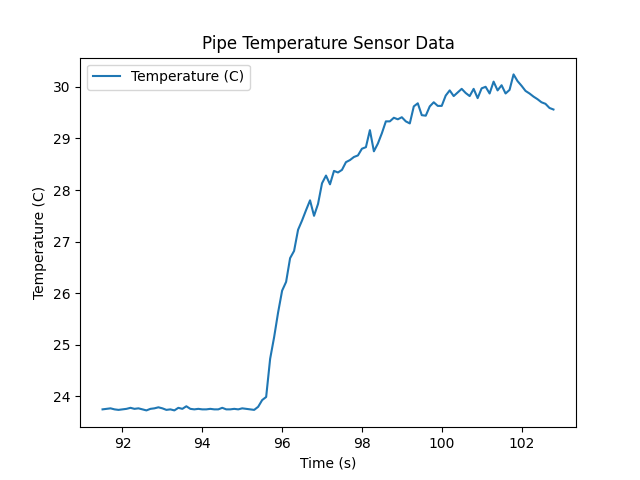 Pipe Temperature Sensor Data
Temperature (C)
30
29
28
27
26
25
24
Temperature (C)
92 94 96 98 100 102
Time (s)